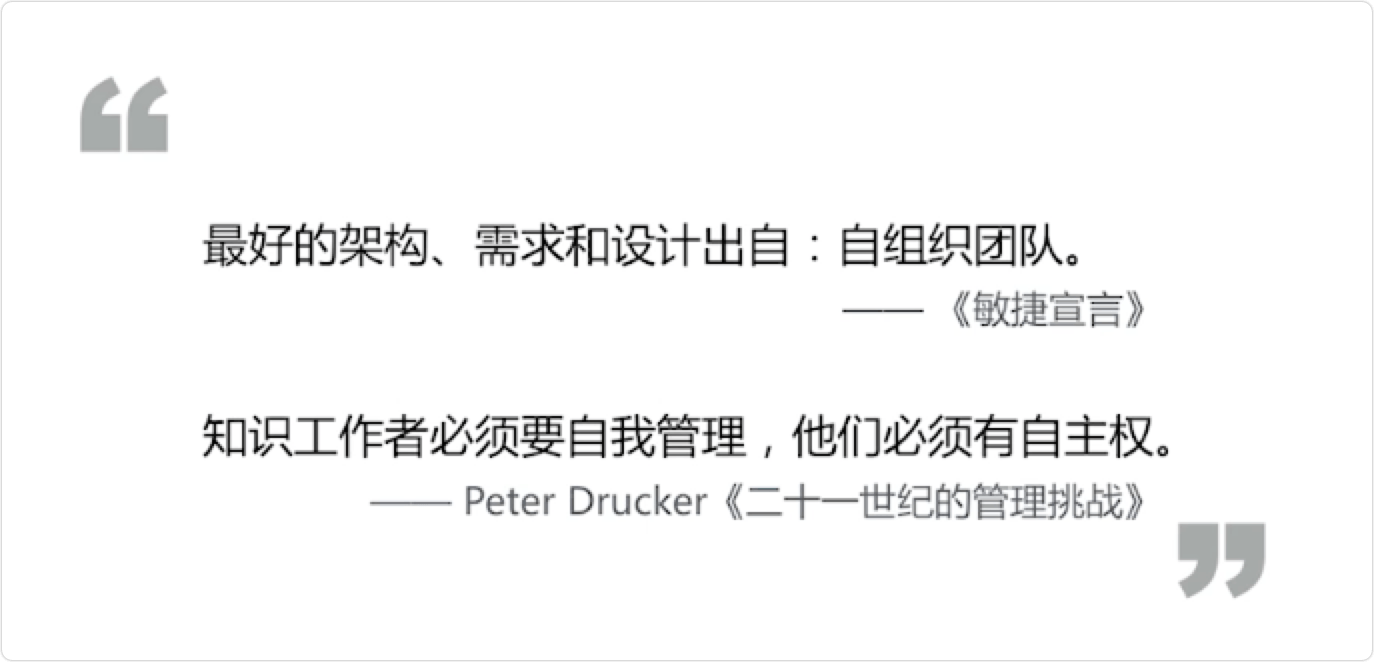 “
最好的架构、需求和设计出自：自组织团队。
—— 《敏捷宣言》
知识工作者必须要自我管理，他们必须有自主权。
—— Peter Drucker《二十一世纪的管理挑战》
”